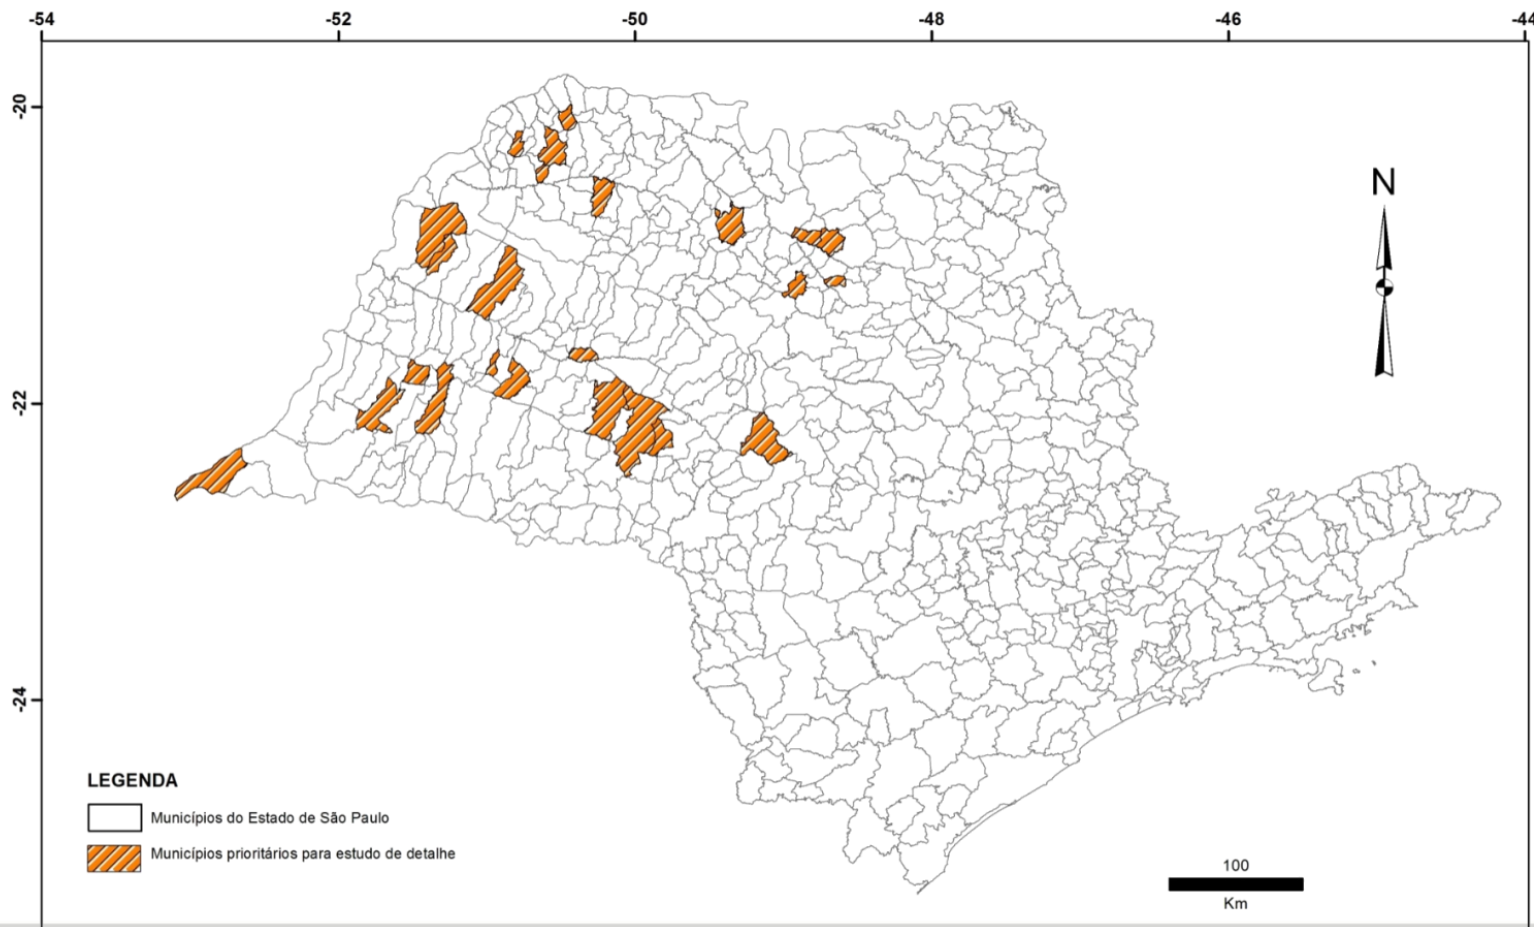 -54 -52 -50 -48 -46 -44
-20
N
-22
-24
LEGENDA
Municípios do Estado de São Paulo
Municípios prioritários para estudo de detalhe
100
Km